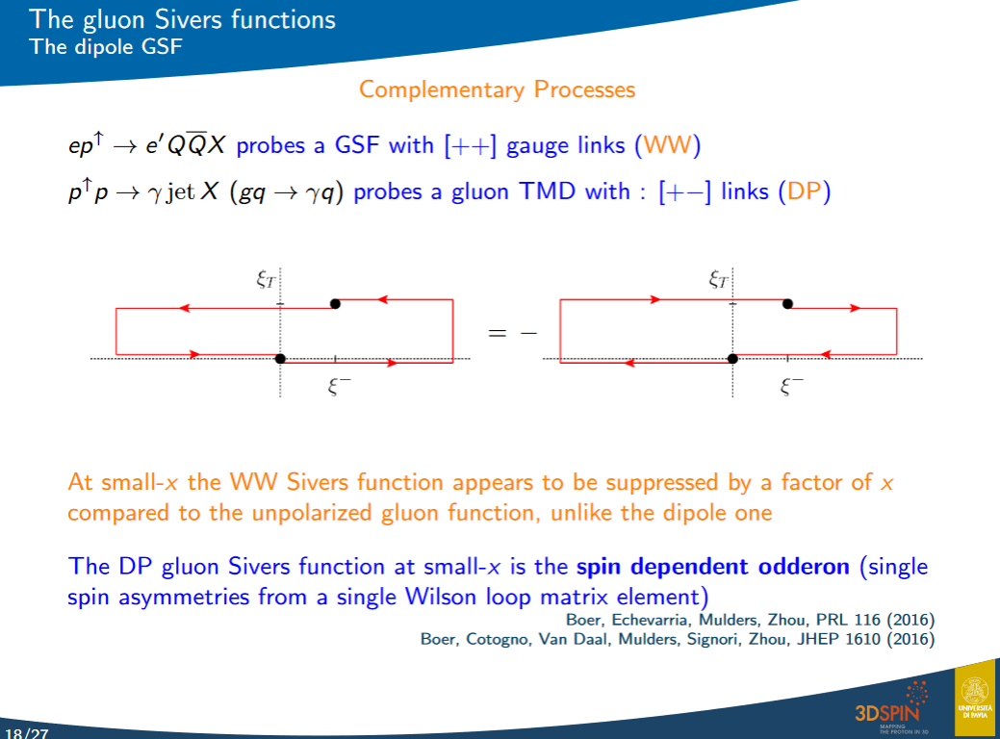 The gluon Sivers functions
The dipole GSF
Complementary Processes
ep↑ → e′QQ̅X probes a GSF with [++] gauge links (WW)
p↑p → γ jet X (gq → γq) probes a gluon TMD with : [+−] links (DP)
ξT ξT
= −
ξ− ξ−
At small-x the WW Sivers function appears to be suppressed by a factor of x
compared to the unpolarized gluon function, unlike the dipole one
The DP gluon Sivers function at small-x is the spin dependent odderon (single
spin asymmetries from a single Wilson loop matrix element)
Boer, Echevarria, Mulders, Zhou, PRL 116 (2016)
Boer, Cotogno, Van Daal, Mulders, Signori, Zhou, JHEP 1610 (2016)
3DSPIN
MAPPING
THE PROTON IN 3D
UNIVERSITÀ
DI PAVIA
18/27